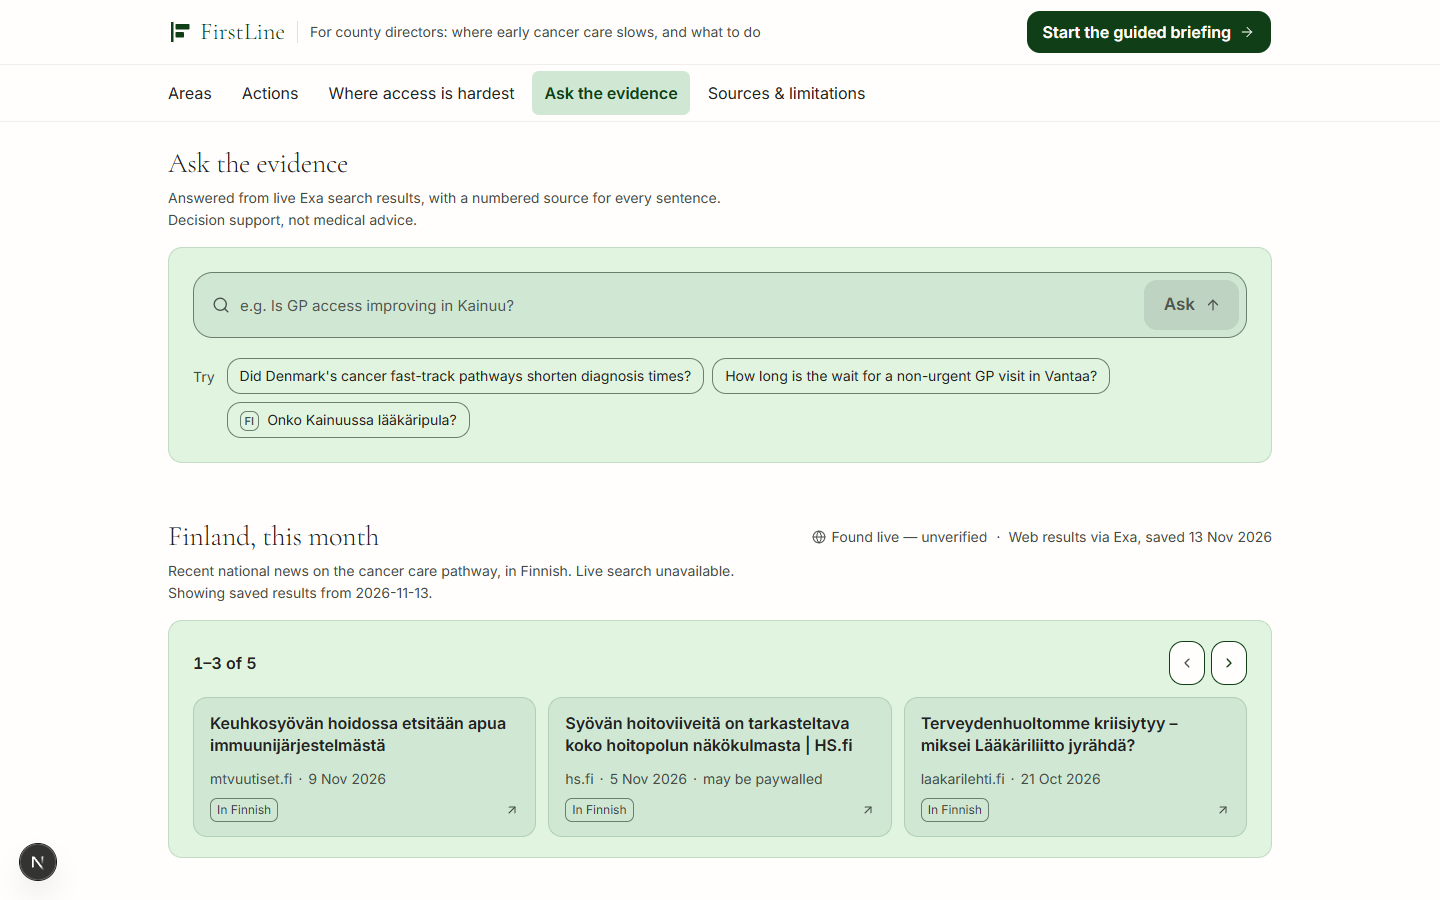 FirstLine
For county directors: where early cancer care slows, and what to do
Start the guided briefing →
Areas
Actions
Where access is hardest
Ask the evidence
Sources & limitations
Ask the evidence
Answered from live Exa search results, with a numbered source for every sentence.
Decision support, not medical advice.
e.g. Is GP access improving in Kainuu?
Ask ↑
Try
Did Denmark's cancer fast-track pathways shorten diagnosis times?
How long is the wait for a non-urgent GP visit in Vantaa?
FI Onko Kainuussa lääkäripula?
Finland, this month
Found live — unverified · Web results via Exa, saved 13 Nov 2026
Recent national news on the cancer care pathway, in Finnish. Live search unavailable.
Showing saved results from 2026-11-13.
1–3 of 5
Keuhkosyövän hoidossa etsitään apua
immuunijärjestelmästä
mtvuutiset.fi · 9 Nov 2026
In Finnish
Syövän hoitoviiveitä on tarkasteltava
koko hoitopolun näkökulmasta | HS.fi
hs.fi · 5 Nov 2026 · may be paywalled
In Finnish
Terveydenhuoltomme kriisiytyy –
miksei Lääkäriliitto jyrähdä?
laakarilehti.fi · 21 Oct 2026
In Finnish
N